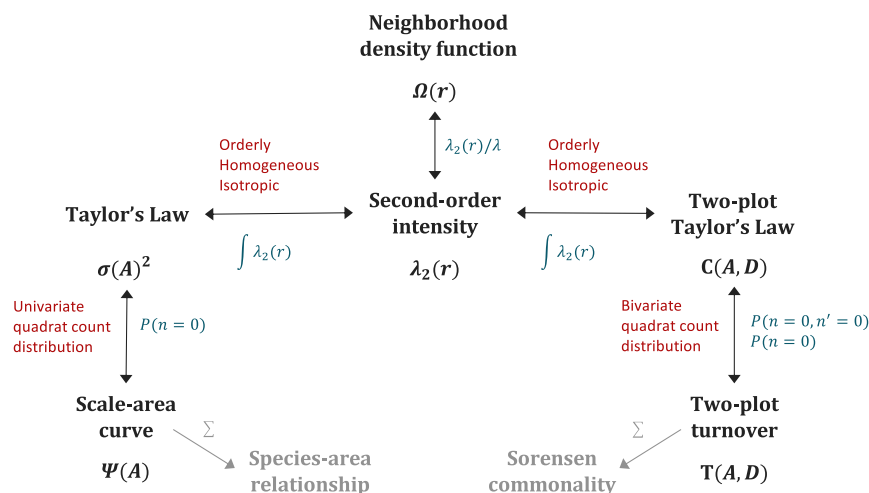 Neighborhood
density function
Ω(r)
λ₂(r)/λ
Orderly
Homogeneous
Isotropic
Orderly
Homogeneous
Isotropic
Taylor's Law
Second-order
intensity
Two-plot
Taylor's Law
∫ λ₂(r)
∫ λ₂(r)
σ(A)²
λ₂(r)
C(A, D)
Univariate
quadrat count
distribution
P(n = 0)
Bivariate
quadrat count
distribution
P(n = 0, n′ = 0)
P(n = 0)
Scale-area
curve
Ψ(A)
Σ
Species-area
relationship
Two-plot
turnover
T(A, D)
Σ
Sorensen
commonality